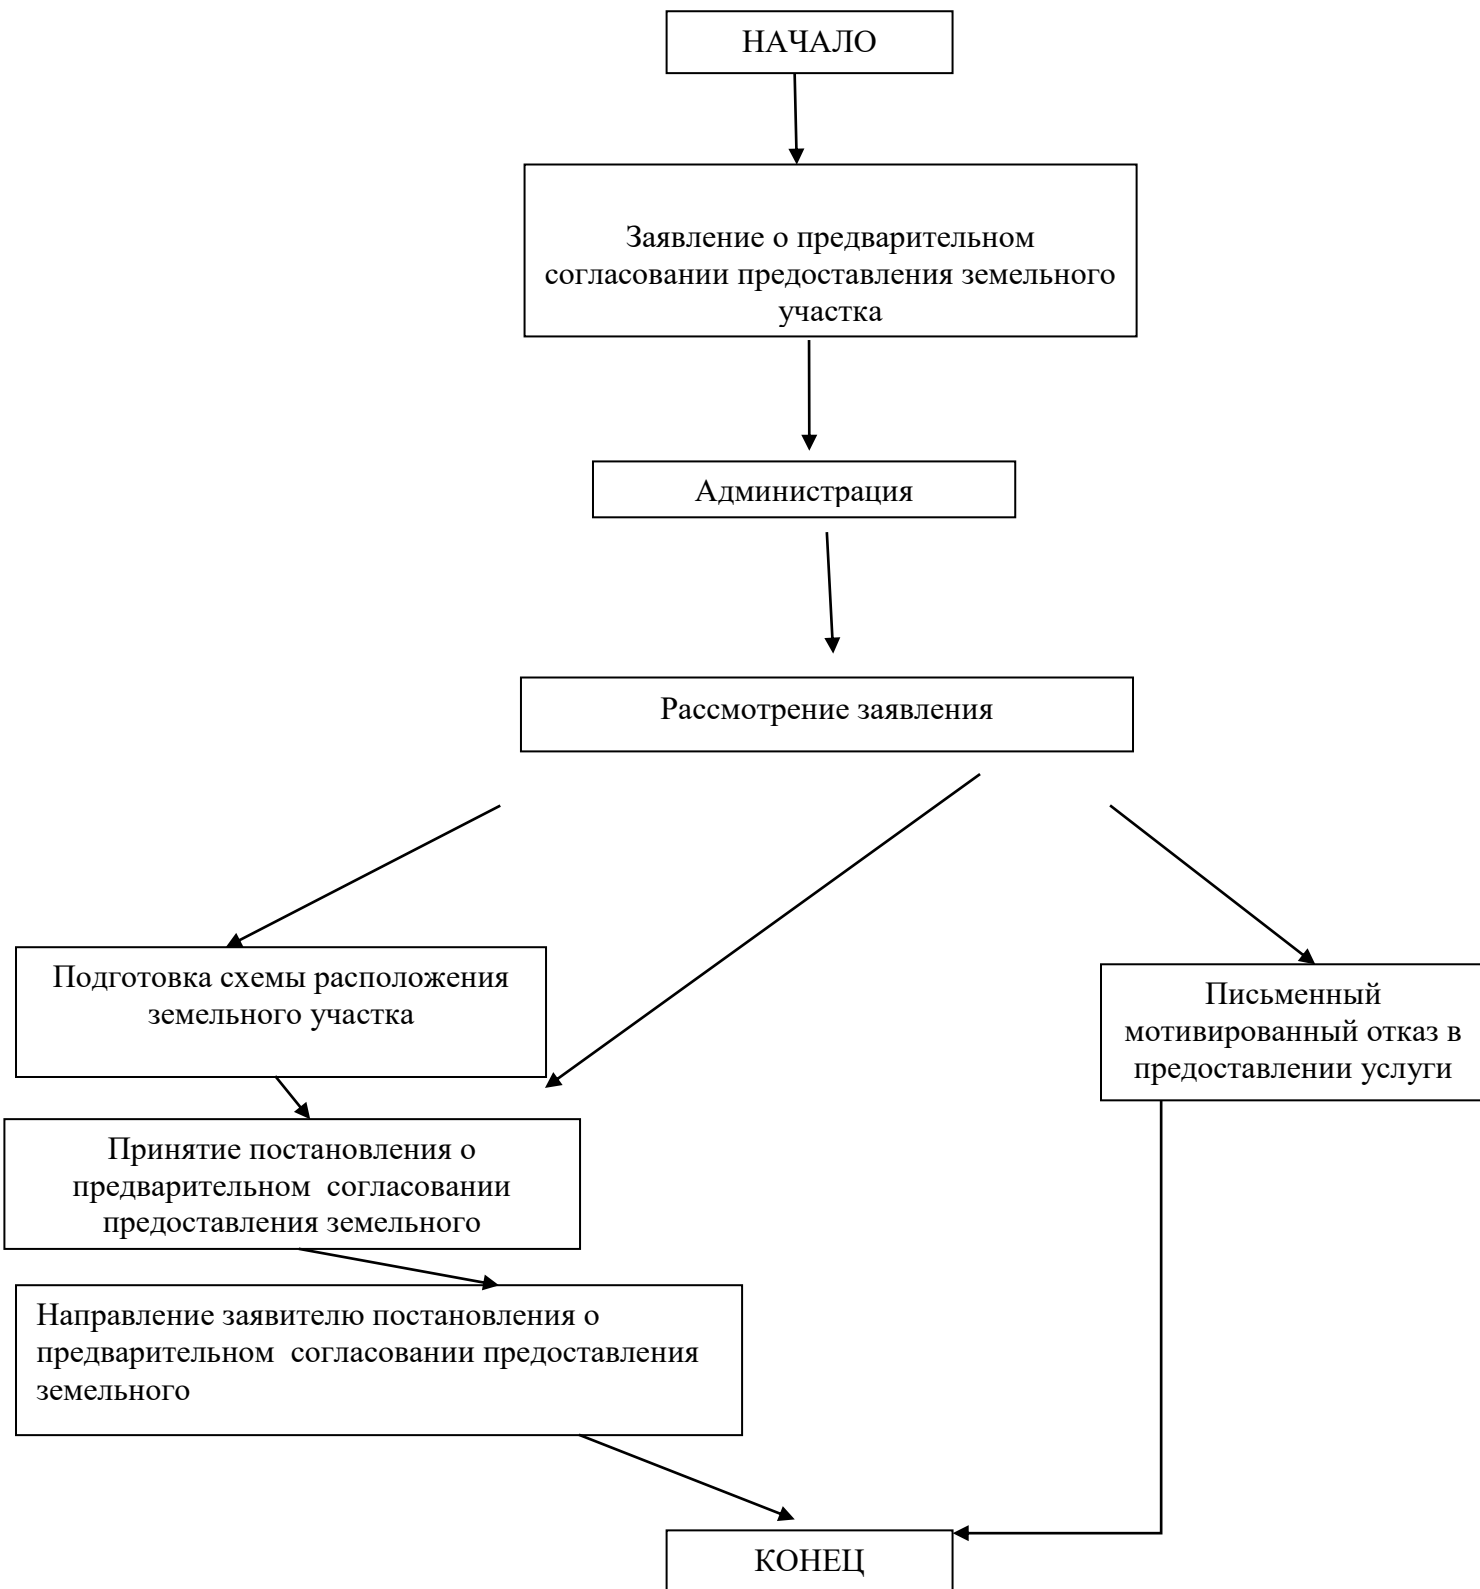 НАЧАЛО
Заявление о предварительном
согласовании предоставления земельного
участка
Администрация
Рассмотрение заявления
Подготовка схемы расположения
земельного участка
Письменный
мотивированный отказ в
предоставлении услуги
Принятие постановления о
предварительном  согласовании
предоставления земельного
Направление заявителю постановления о
предварительном  согласовании предоставления
земельного
КОНЕЦ